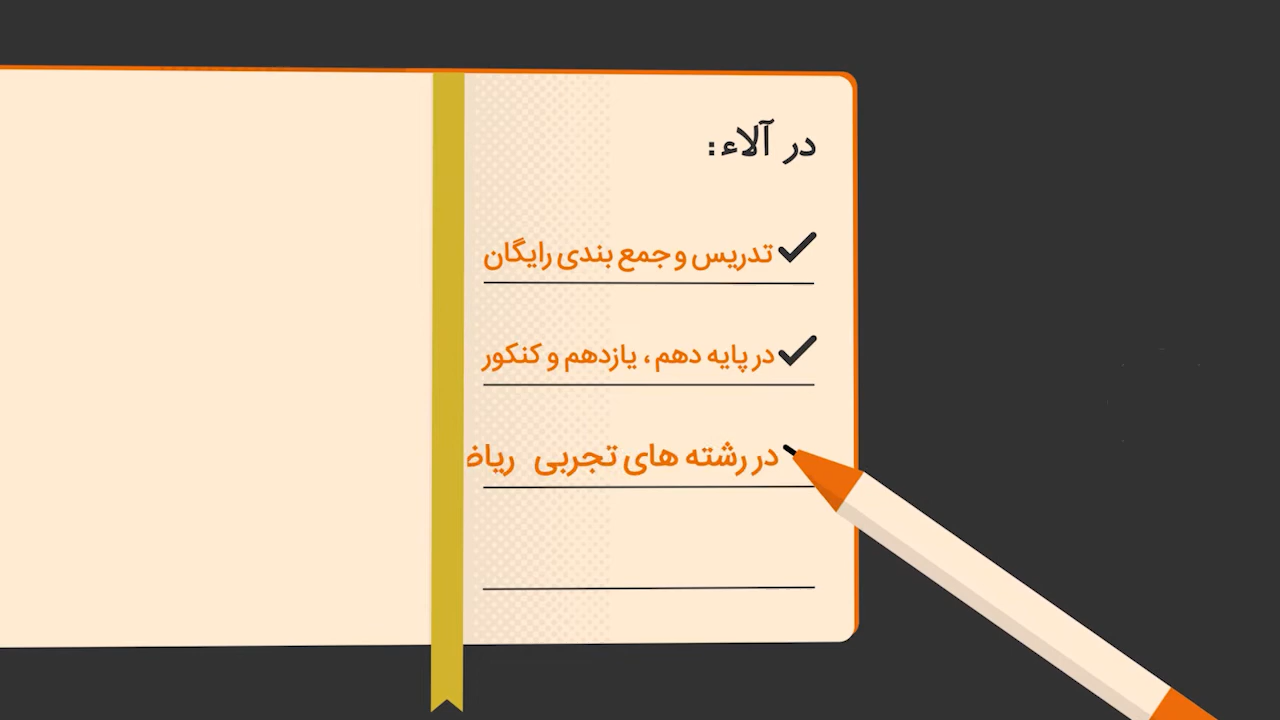 در آلاء:
تدریس و جمع بندی رایگان
در پایه دهم ، یازدهم و کنکور
در رشته های تجربی